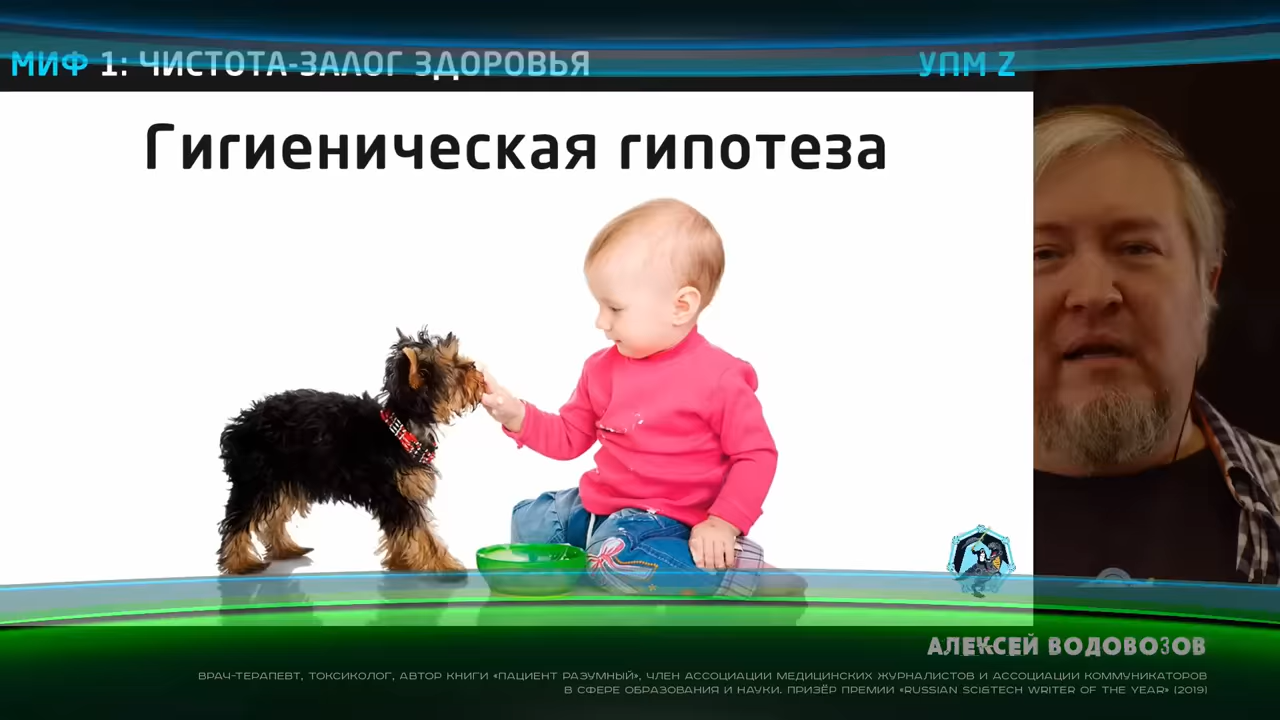 МИФ 1: ЧИСТОТА-ЗАЛОГ ЗДОРОВЬЯ
УПМ Z
Гигиеническая гипотеза
АЛЕКСЕЙ ВОДОВОЗОВ
ВРАЧ-ТЕРАПЕВТ, ТОКСИКОЛОГ, АВТОР КНИГИ «ПАЦИЕНТ РАЗУМНЫЙ», ЧЛЕН АССОЦИАЦИИ МЕДИЦИНСКИХ ЖУРНАЛИСТОВ И АССОЦИАЦИИ КОММУНИКАТОРОВ
В СФЕРЕ ОБРАЗОВАНИЯ И НАУКИ. ПРИЗЁР ПРЕМИИ «RUSSIAN SCI&TECH WRITER OF THE YEAR» (2019)